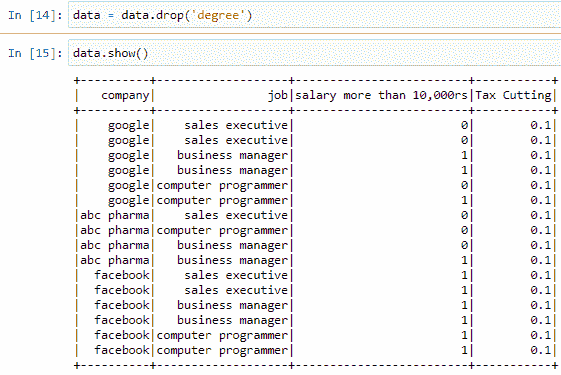 In [14]: data = data.drop('degree')
In [15]: data.show()
+----------+-------------------+------------------------+-----------+
|   company|                job|salary more than 10,000rs|Tax Cutting|
+----------+-------------------+------------------------+-----------+
|    google|    sales executive|                       0|        0.1|
|    google|    sales executive|                       0|        0.1|
|    google|   business manager|                       1|        0.1|
|    google|   business manager|                       1|        0.1|
|    google|computer programmer|                       0|        0.1|
|    google|computer programmer|                       1|        0.1|
|abc pharma|    sales executive|                       0|        0.1|
|abc pharma|computer programmer|                       0|        0.1|
|abc pharma|   business manager|                       0|        0.1|
|abc pharma|   business manager|                       1|        0.1|
|  facebook|    sales executive|                       1|        0.1|
|  facebook|    sales executive|                       1|        0.1|
|  facebook|   business manager|                       1|        0.1|
|  facebook|   business manager|                       1|        0.1|
|  facebook|computer programmer|                       1|        0.1|
|  facebook|computer programmer|                       1|        0.1|
+----------+-------------------+------------------------+-----------+